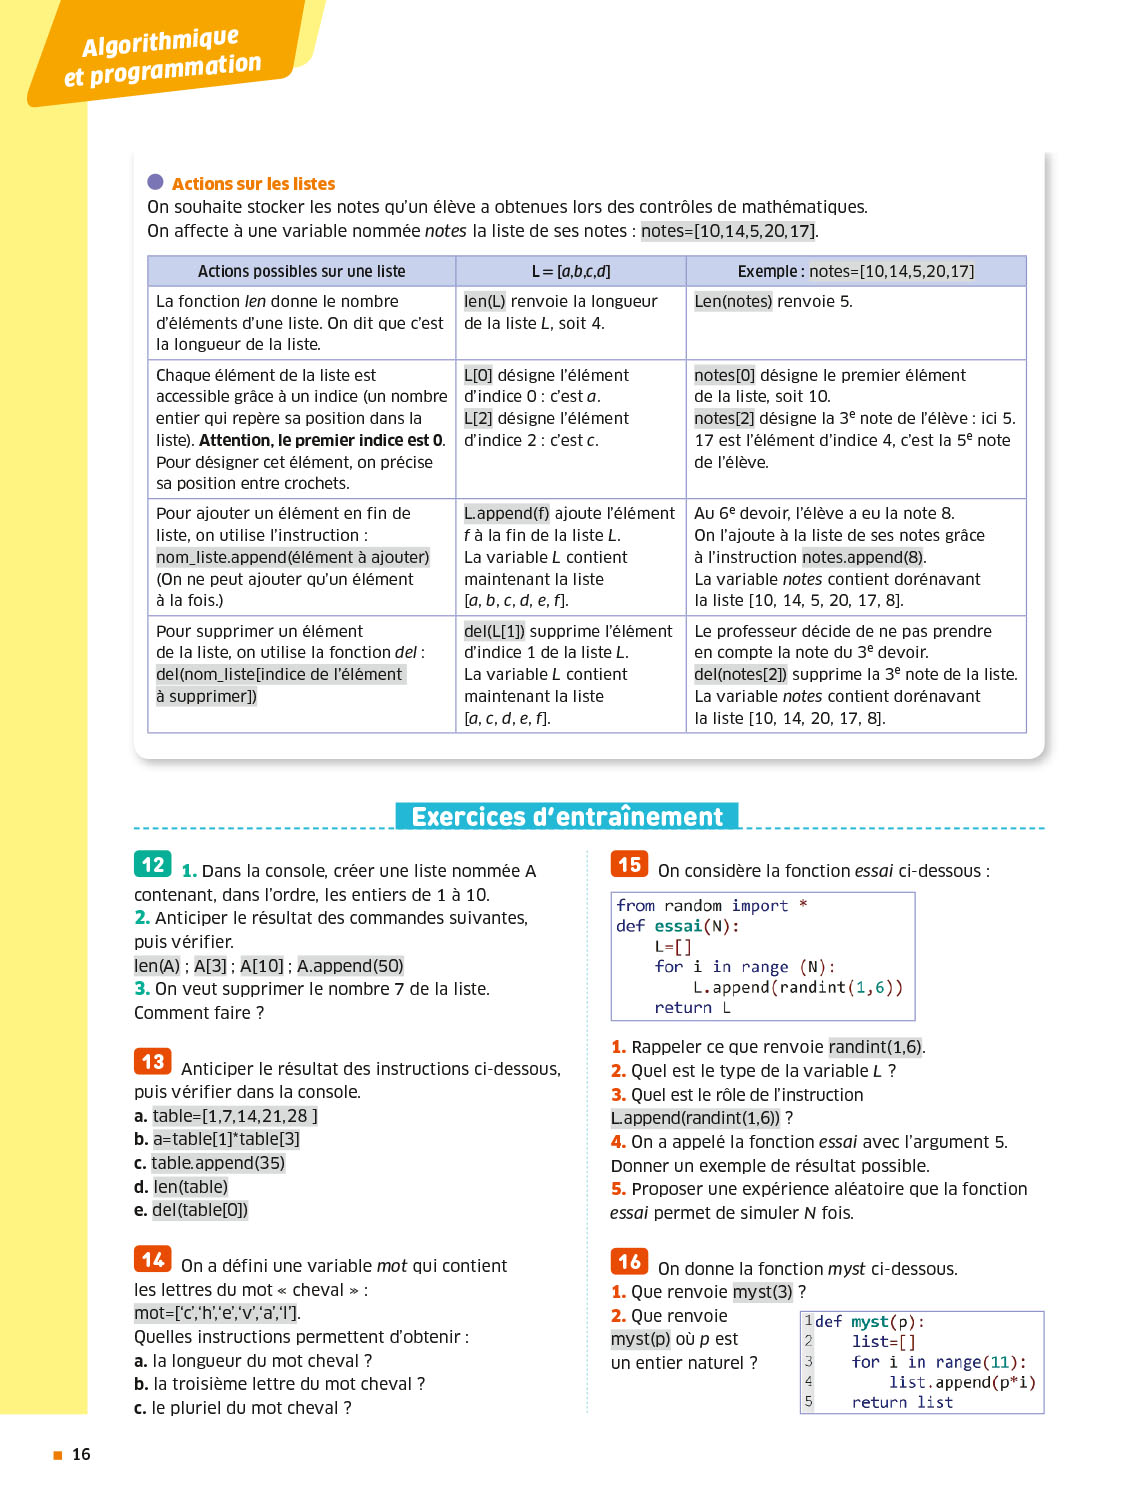 Algorithmique
et programmation
Actions sur les listes
On souhaite stocker les notes qu'un élève a obtenues lors des contrôles de mathématiques.
On affecte à une variable nommée notes la liste de ses notes : notes=[10,14,5,20,17].
Actions possibles sur une liste
L = [a,b,c,d]
Exemple : notes=[10,14,5,20,17]
La fonction len donne le nombre
d'éléments d'une liste. On dit que c'est
la longueur de la liste.
len(L) renvoie la longueur
de la liste L, soit 4.
Len(notes) renvoie 5.
Chaque élément de la liste est
accessible grâce à un indice (un nombre
entier qui repère sa position dans la
liste). Attention, le premier indice est 0.
Pour désigner cet élément, on précise
sa position entre crochets.
L[0] désigne l'élément
d'indice 0 : c'est a.
L[2] désigne l'élément
d'indice 2 : c'est c.
notes[0] désigne le premier élément
de la liste, soit 10.
notes[2] désigne la 3e note de l'élève : ici 5.
17 est l'élément d'indice 4, c'est la 5e note
de l'élève.
Pour ajouter un élément en fin de
liste, on utilise l'instruction :
nom_liste.append(élément à ajouter)
(On ne peut ajouter qu'un élément
à la fois.)
L.append(f) ajoute l'élément
f à la fin de la liste L.
La variable L contient
maintenant la liste
[a, b, c, d, e, f].
Au 6e devoir, l'élève a eu la note 8.
On l'ajoute à la liste de ses notes grâce
à l'instruction notes.append(8).
La variable notes contient dorénavant
la liste [10, 14, 5, 20, 17, 8].
Pour supprimer un élément
de la liste, on utilise la fonction del :
del(nom_liste[indice de l'élément
à supprimer])
del(L[1]) supprime l'élément
d'indice 1 de la liste L.
La variable L contient
maintenant la liste
[a, c, d, e, f].
Le professeur décide de ne pas prendre
en compte la note du 3e devoir.
del(notes[2]) supprime la 3e note de la liste.
La variable notes contient dorénavant
la liste [10, 14, 20, 17, 8].
Exercices d'entraînement
12 1. Dans la console, créer une liste nommée A
contenant, dans l'ordre, les entiers de 1 à 10.
2. Anticiper le résultat des commandes suivantes,
puis vérifier.
len(A) ; A[3] ; A[10] ; A.append(50)
3. On veut supprimer le nombre 7 de la liste.
Comment faire ?
13 Anticiper le résultat des instructions ci-dessous,
puis vérifier dans la console.
a. table=[1,7,14,21,28 ]
b. a=table[1]*table[3]
c. table.append(35)
d. len(table)
e. del(table[0])
14 On a défini une variable mot qui contient
les lettres du mot « cheval » :
mot=['c','h','e','v','a','l'].
Quelles instructions permettent d'obtenir :
a. la longueur du mot cheval ?
b. la troisième lettre du mot cheval ?
c. le pluriel du mot cheval ?
15 On considère la fonction essai ci-dessous :
from random import *
def essai(N):
    L=[]
    for i in range (N):
        L.append(randint(1,6))
    return L
1. Rappeler ce que renvoie randint(1,6).
2. Quel est le type de la variable L ?
3. Quel est le rôle de l'instruction
L.append(randint(1,6)) ?
4. On a appelé la fonction essai avec l'argument 5.
Donner un exemple de résultat possible.
5. Proposer une expérience aléatoire que la fonction
essai permet de simuler N fois.
16 On donne la fonction myst ci-dessous.
1. Que renvoie myst(3) ?
2. Que renvoie
myst(p) où p est
un entier naturel ?
1 def myst(p):
2     list=[]
3     for i in range(11):
4         list.append(p*i)
5     return list
16